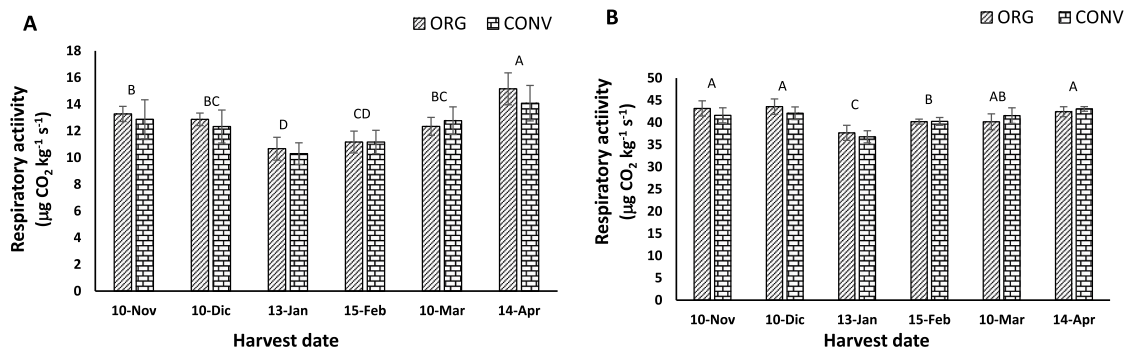 A
ORG CONV
Respiratory actiivity
(μg CO₂ kg⁻¹ s⁻¹)
18
16
14
12
10
8
6
4
2
0
B
BC
D
CD
BC
A
10-Nov 10-Dic 13-Jan 15-Feb 10-Mar 14-Apr
Harvest date
B
ORG CONV
Respiratory actiivity
(μg CO₂ kg⁻¹ s⁻¹)
50
45
40
35
30
25
20
15
10
5
0
A
A
C
B
AB
A
10-Nov 10-Dic 13-Jan 15-Feb 10-Mar 14-Apr
Harvest date